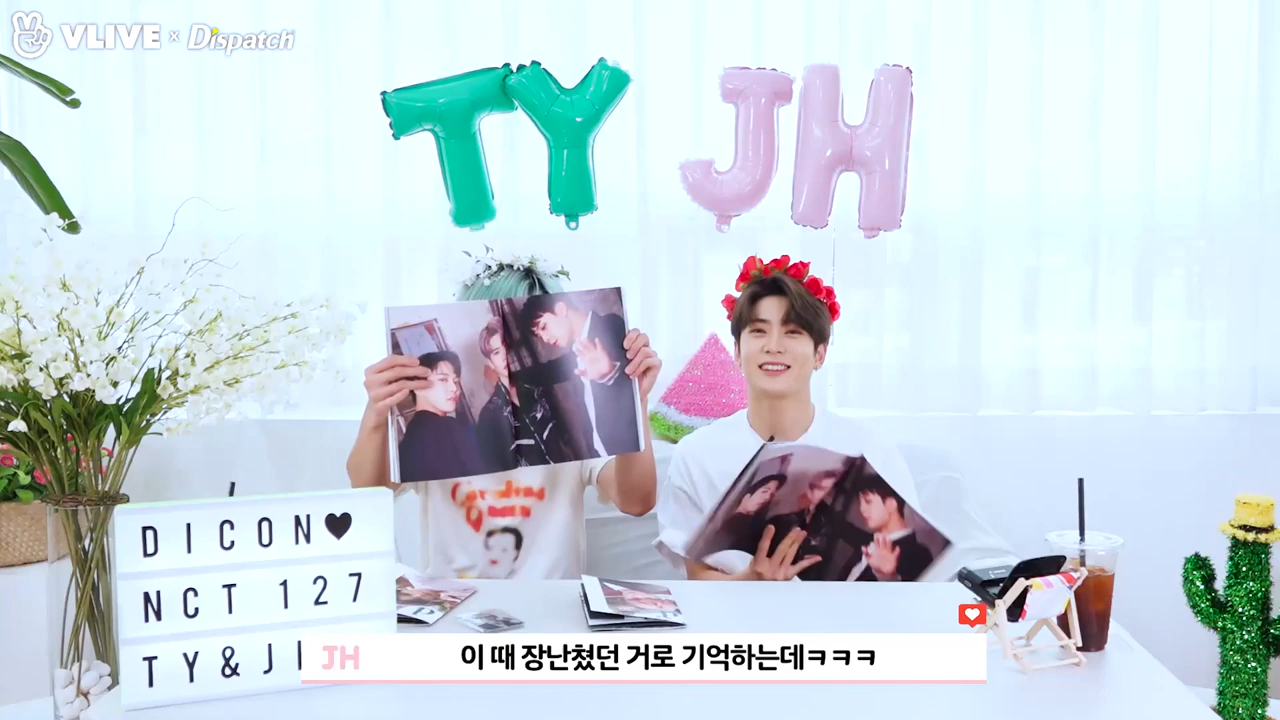 VLIVE x Dispatch
TY JH
DICON♥
NCT 127
TY&J
JH 이 때 장난쳤던 거로 기억하는데ㅋㅋㅋ